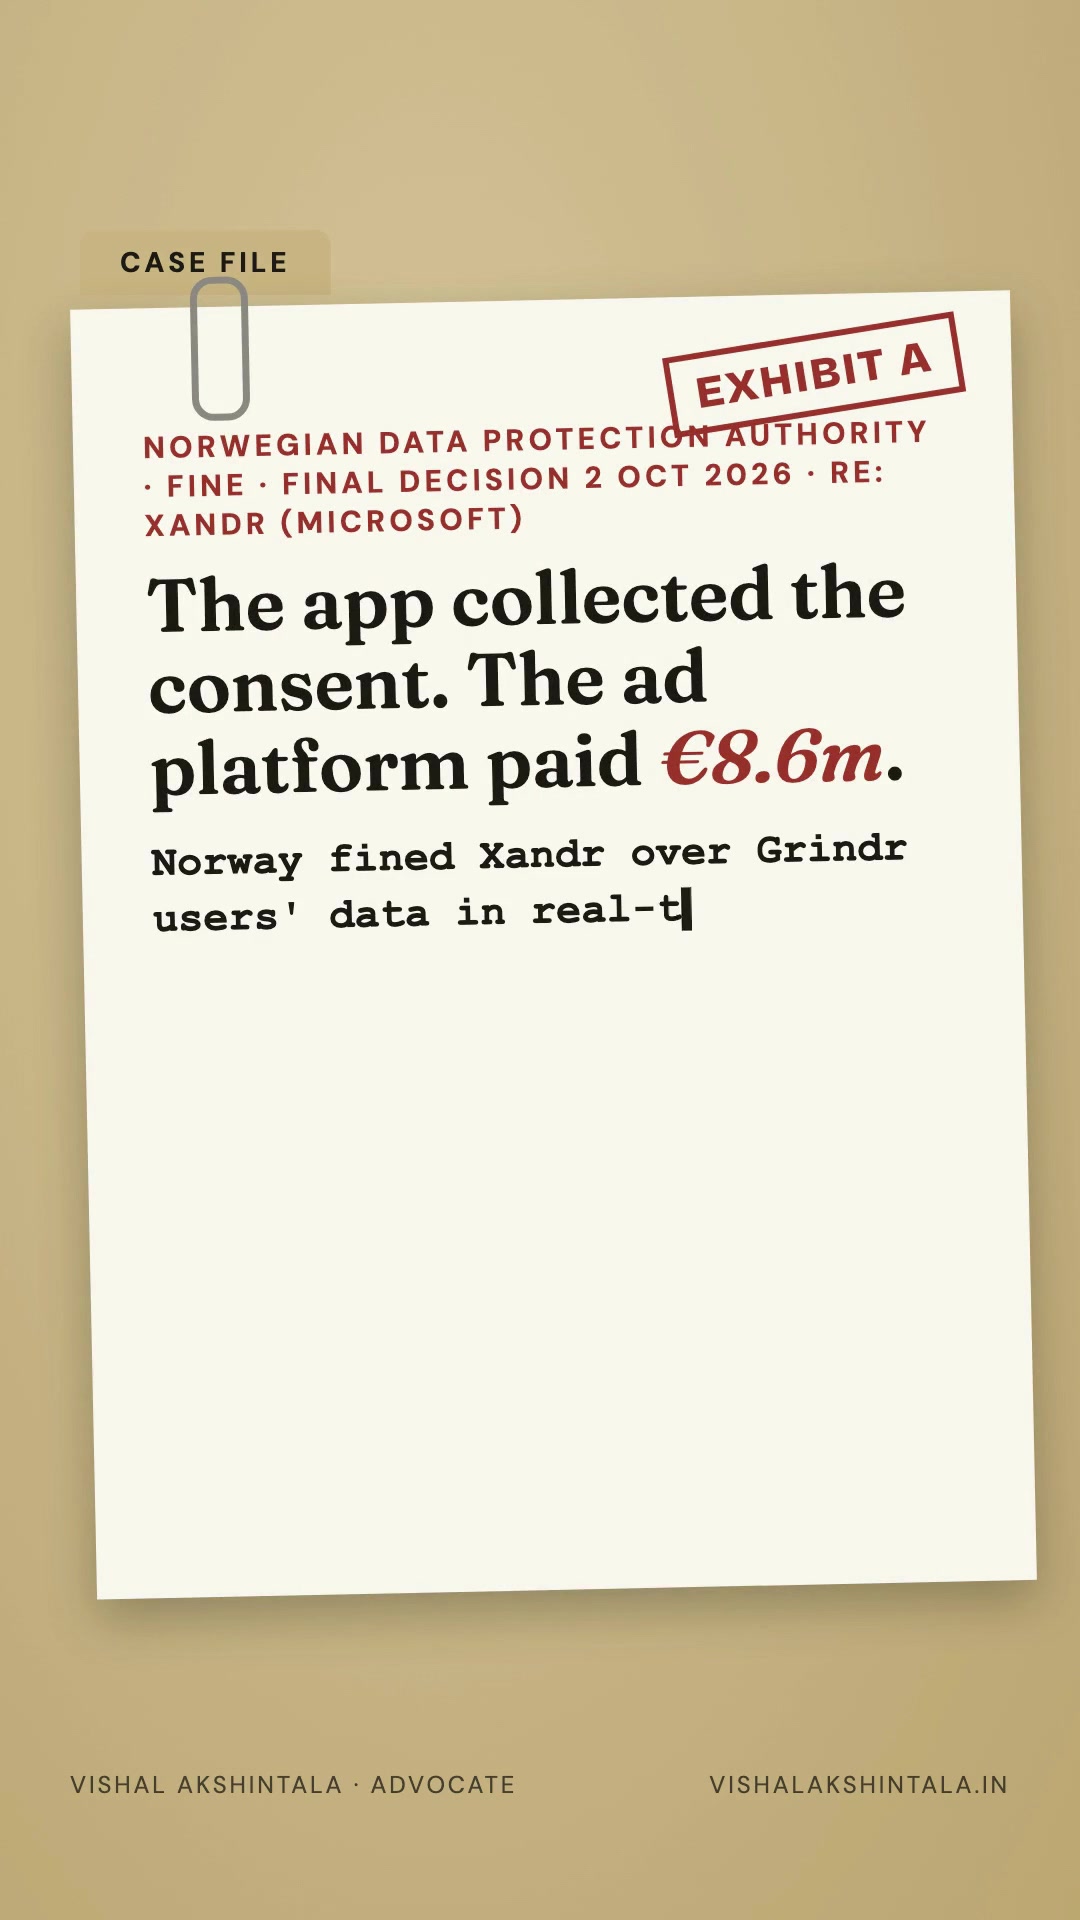 CASE FILE
EXHIBIT A
NORWEGIAN DATA PROTECTION AUTHORITY
· FINE · FINAL DECISION 2 OCT 2026 · RE:
XANDR (MICROSOFT)
The app collected the
consent. The ad
platform paid €8.6m.
Norway fined Xandr over Grindr
users' data in real-t
VISHAL AKSHINTALA · ADVOCATE
VISHALAKSHINTALA.IN